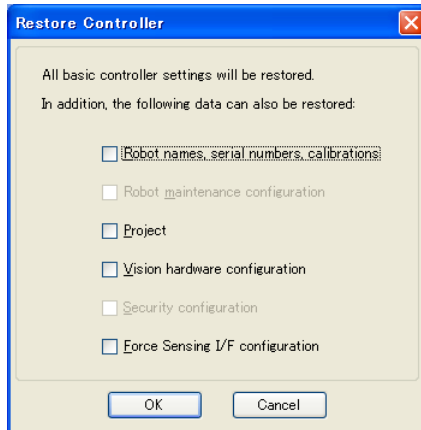 Restore Controller
All basic controller settings will be restored.
In addition, the following data can also be restored:
Robot names, serial numbers, calibrations
Robot maintenance configuration
Project
Vision hardware configuration
Security configuration
Force Sensing I/F configuration
OK
Cancel